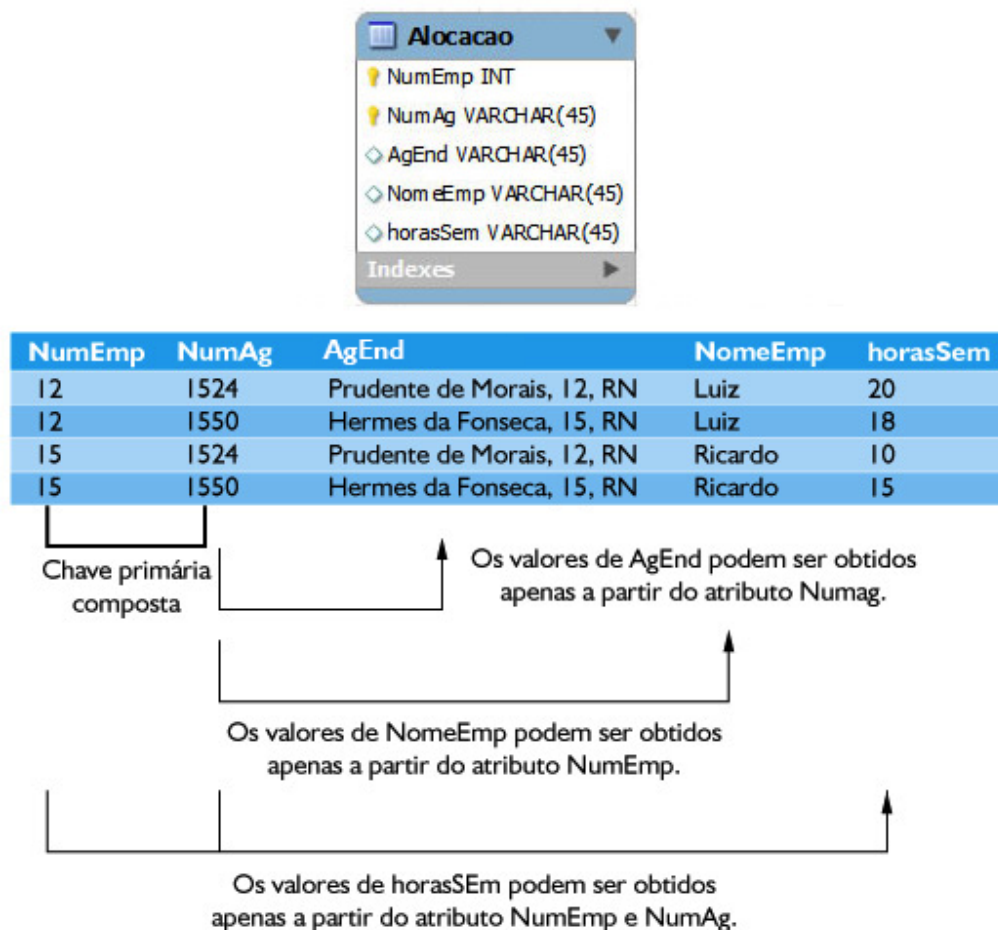 Alocacao
NumEmp INT
NumAg VARCHAR(45)
AgEnd VARCHAR(45)
NomeEmp VARCHAR(45)
horasSem VARCHAR(45)
Indexes
NumEmp NumAg AgEnd NomeEmp horasSem
12 1524 Prudente de Morais, 12, RN Luiz 20
12 1550 Hermes da Fonseca, 15, RN Luiz 18
15 1524 Prudente de Morais, 12, RN Ricardo 10
15 1550 Hermes da Fonseca, 15, RN Ricardo 15
Chave primária
composta
Os valores de AgEnd podem ser obtidos
apenas a partir do atributo Numag.
Os valores de NomeEmp podem ser obtidos
apenas a partir do atributo NumEmp.
Os valores de horasSEm podem ser obtidos
apenas a partir do atributo NumEmp e NumAg.